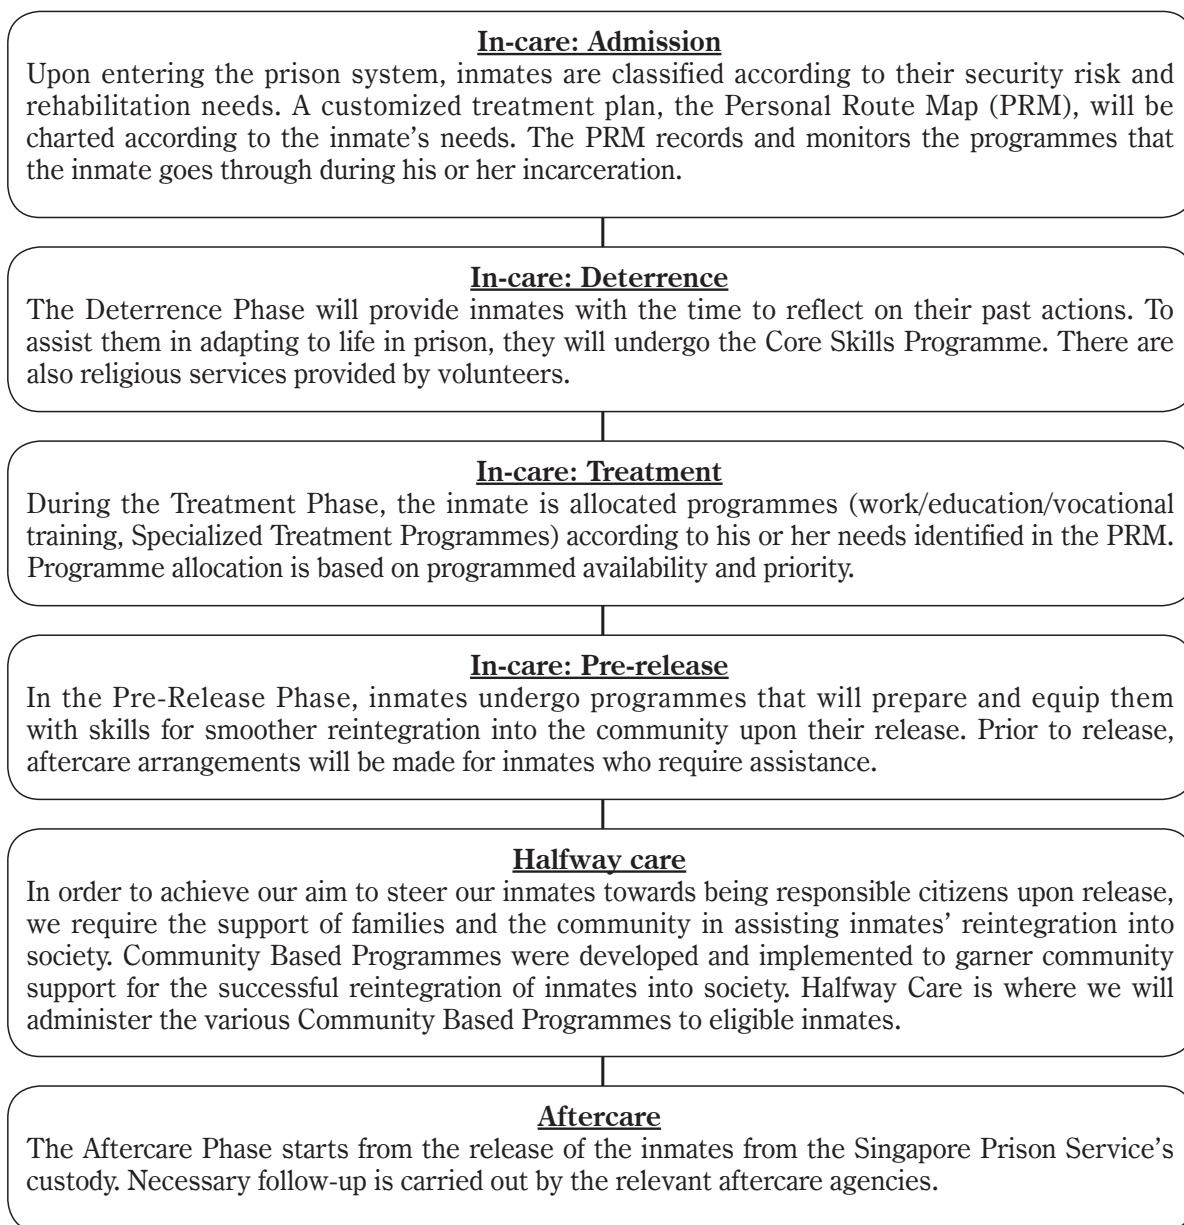 In-care: Admission
Upon entering the prison system, inmates are classified according to their security risk and
rehabilitation needs. A customized treatment plan, the Personal Route Map (PRM), will be
charted according to the inmate's needs. The PRM records and monitors the programmes that
the inmate goes through during his or her incarceration.
In-care: Deterrence
The Deterrence Phase will provide inmates with the time to reflect on their past actions. To
assist them in adapting to life in prison, they will undergo the Core Skills Programme. There are
also religious services provided by volunteers.
In-care: Treatment
During the Treatment Phase, the inmate is allocated programmes (work/education/vocational
training, Specialized Treatment Programmes) according to his or her needs identified in the PRM.
Programme allocation is based on programmed availability and priority.
In-care: Pre-release
In the Pre-Release Phase, inmates undergo programmes that will prepare and equip them
with skills for smoother reintegration into the community upon their release. Prior to release,
aftercare arrangements will be made for inmates who require assistance.
Halfway care
In order to achieve our aim to steer our inmates towards being responsible citizens upon release,
we require the support of families and the community in assisting inmates' reintegration into
society. Community Based Programmes were developed and implemented to garner community
support for the successful reintegration of inmates into society. Halfway Care is where we will
administer the various Community Based Programmes to eligible inmates.
Aftercare
The Aftercare Phase starts from the release of the inmates from the Singapore Prison Service's
custody. Necessary follow-up is carried out by the relevant aftercare agencies.